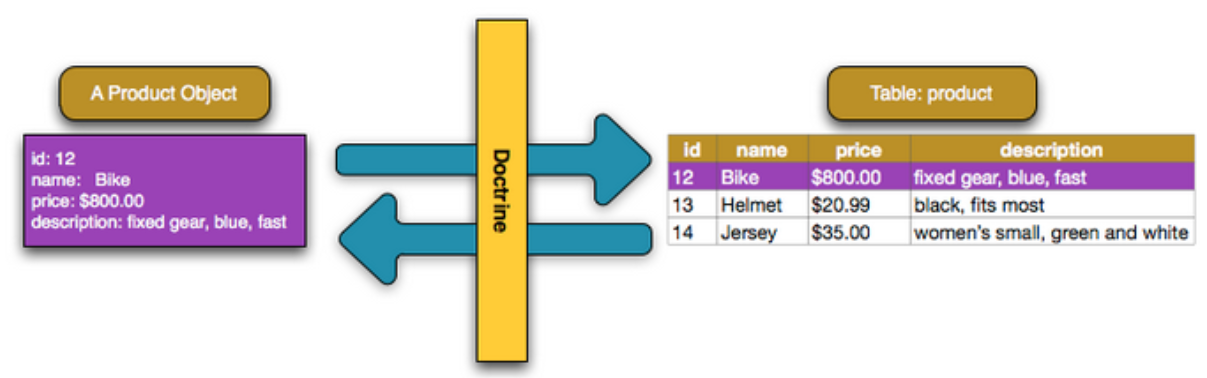 A Product Object
id: 12
name: Bike
price: $800.00
description: fixed gear, blue, fast
Doctrine
Table: product
id name price description
12 Bike $800.00 fixed gear, blue, fast
13 Helmet $20.99 black, fits most
14 Jersey $35.00 women's small, green and white